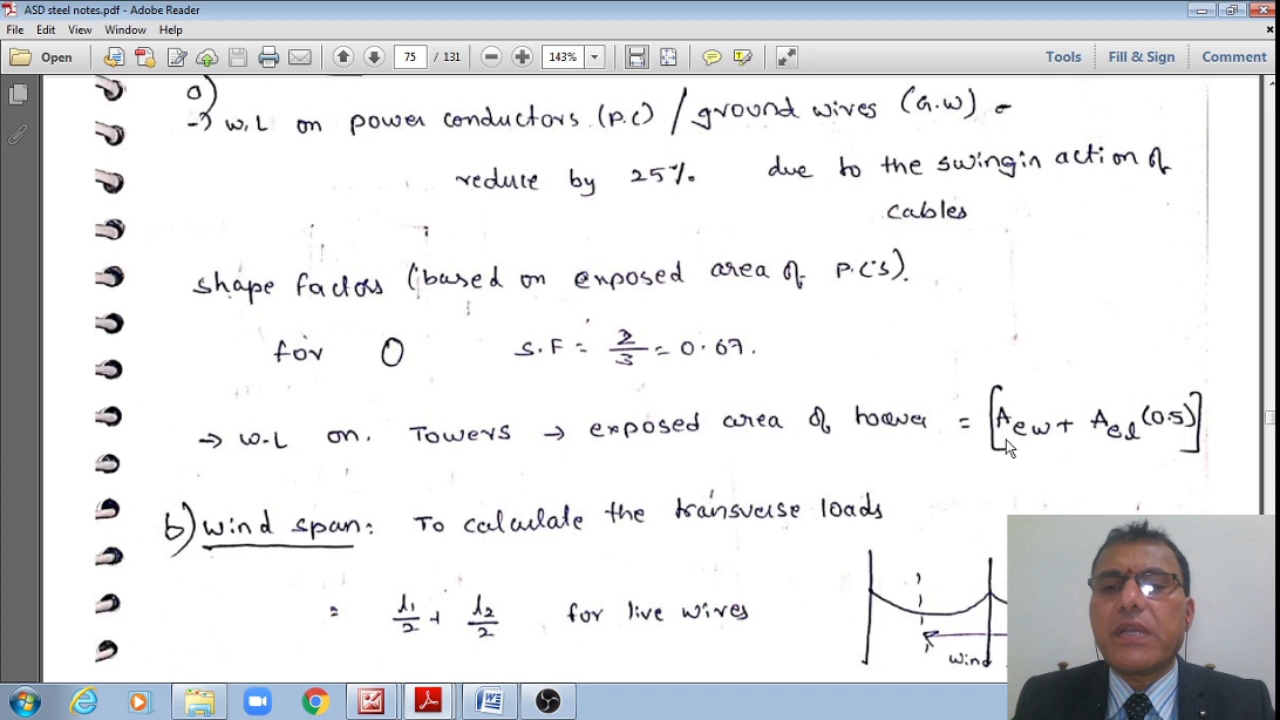 ASD steel notes.pdf - Adobe Reader
File Edit View Window Help
Open 75 / 131 143% Tools Fill & Sign Comment
a)
→ W.L on power conductors (P.C) / ground wires (G.W) -
reduce by 25%. due to the swingin action of
cables
shape factors (based on exposed area of P.C's).
for O S.F = 2/3 = 0.67.
→ W.L on. Towers → exposed area of tower = [Aew + Ael (0.5)]
b) wind span: To calculate the transverse loads
= l1/2 + l2/2 for live wires
wind